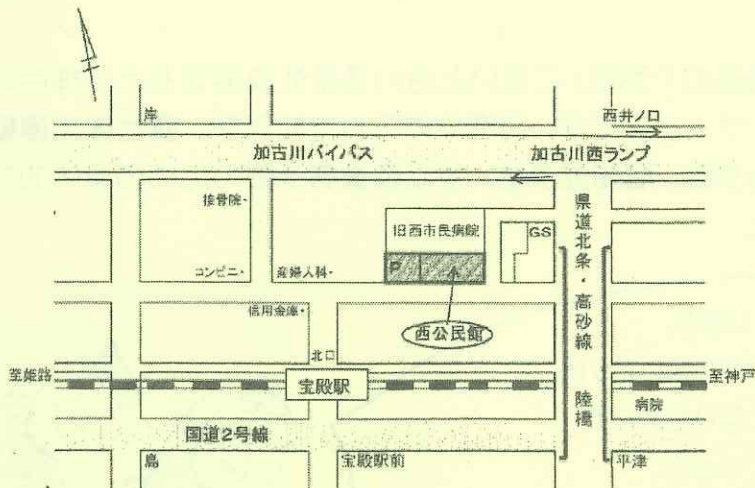 岸
西井ノ口
加古川バイパス
加古川西ランプ
接骨院
旧西市民病院
GS
県道北条・高砂線
コンビニ
産婦人科
P
信用金庫
西公民館
北口
至姫路
宝殿駅
至神戸
陸橋
病院
国道2号線
島
宝殿駅前
平津